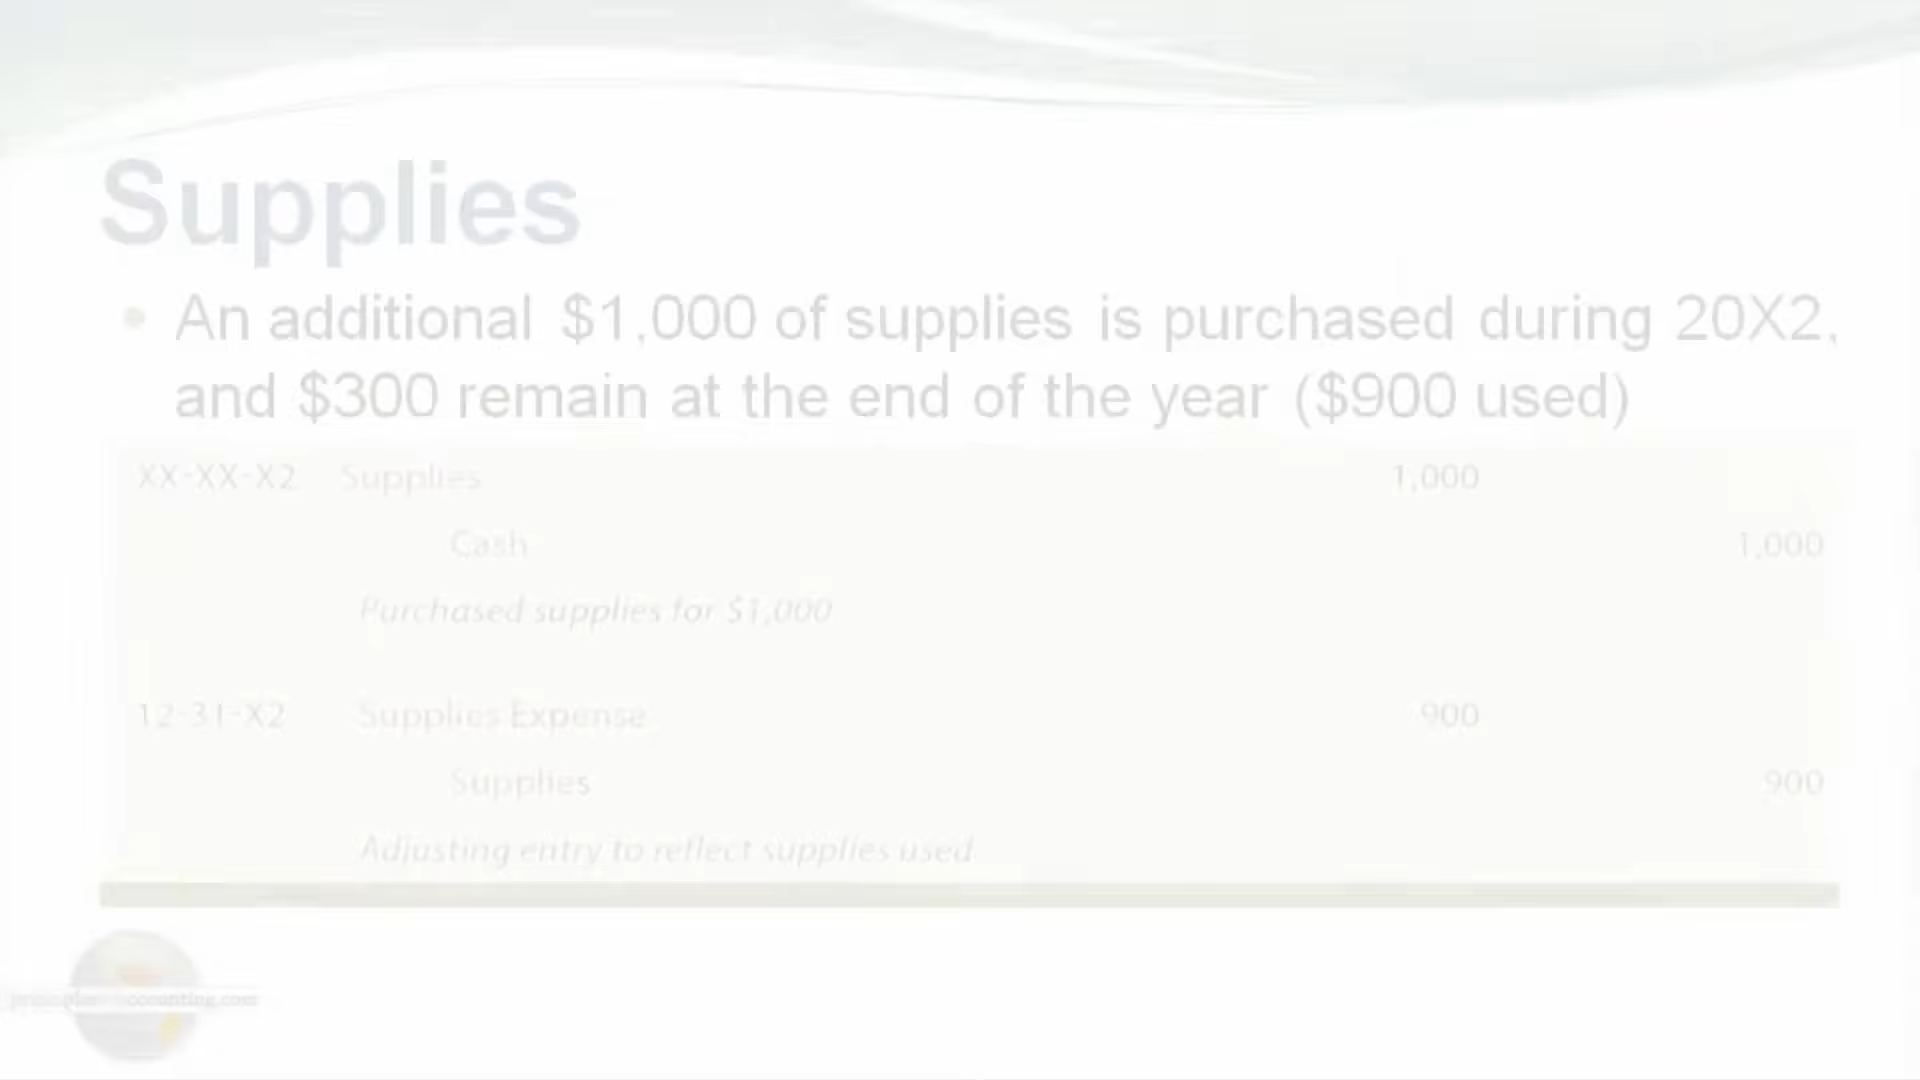 Supplies
• An additional $1,000 of supplies is purchased during 20X2,
and $300 remain at the end of the year ($900 used)
XX-XX-X2 Supplies 1,000
Cash 1,000
Purchased supplies for $1,000
12-31-X2 Supplies Expense 900
Supplies 900
Adjusting entry to reflect supplies used
principlesofaccounting.com